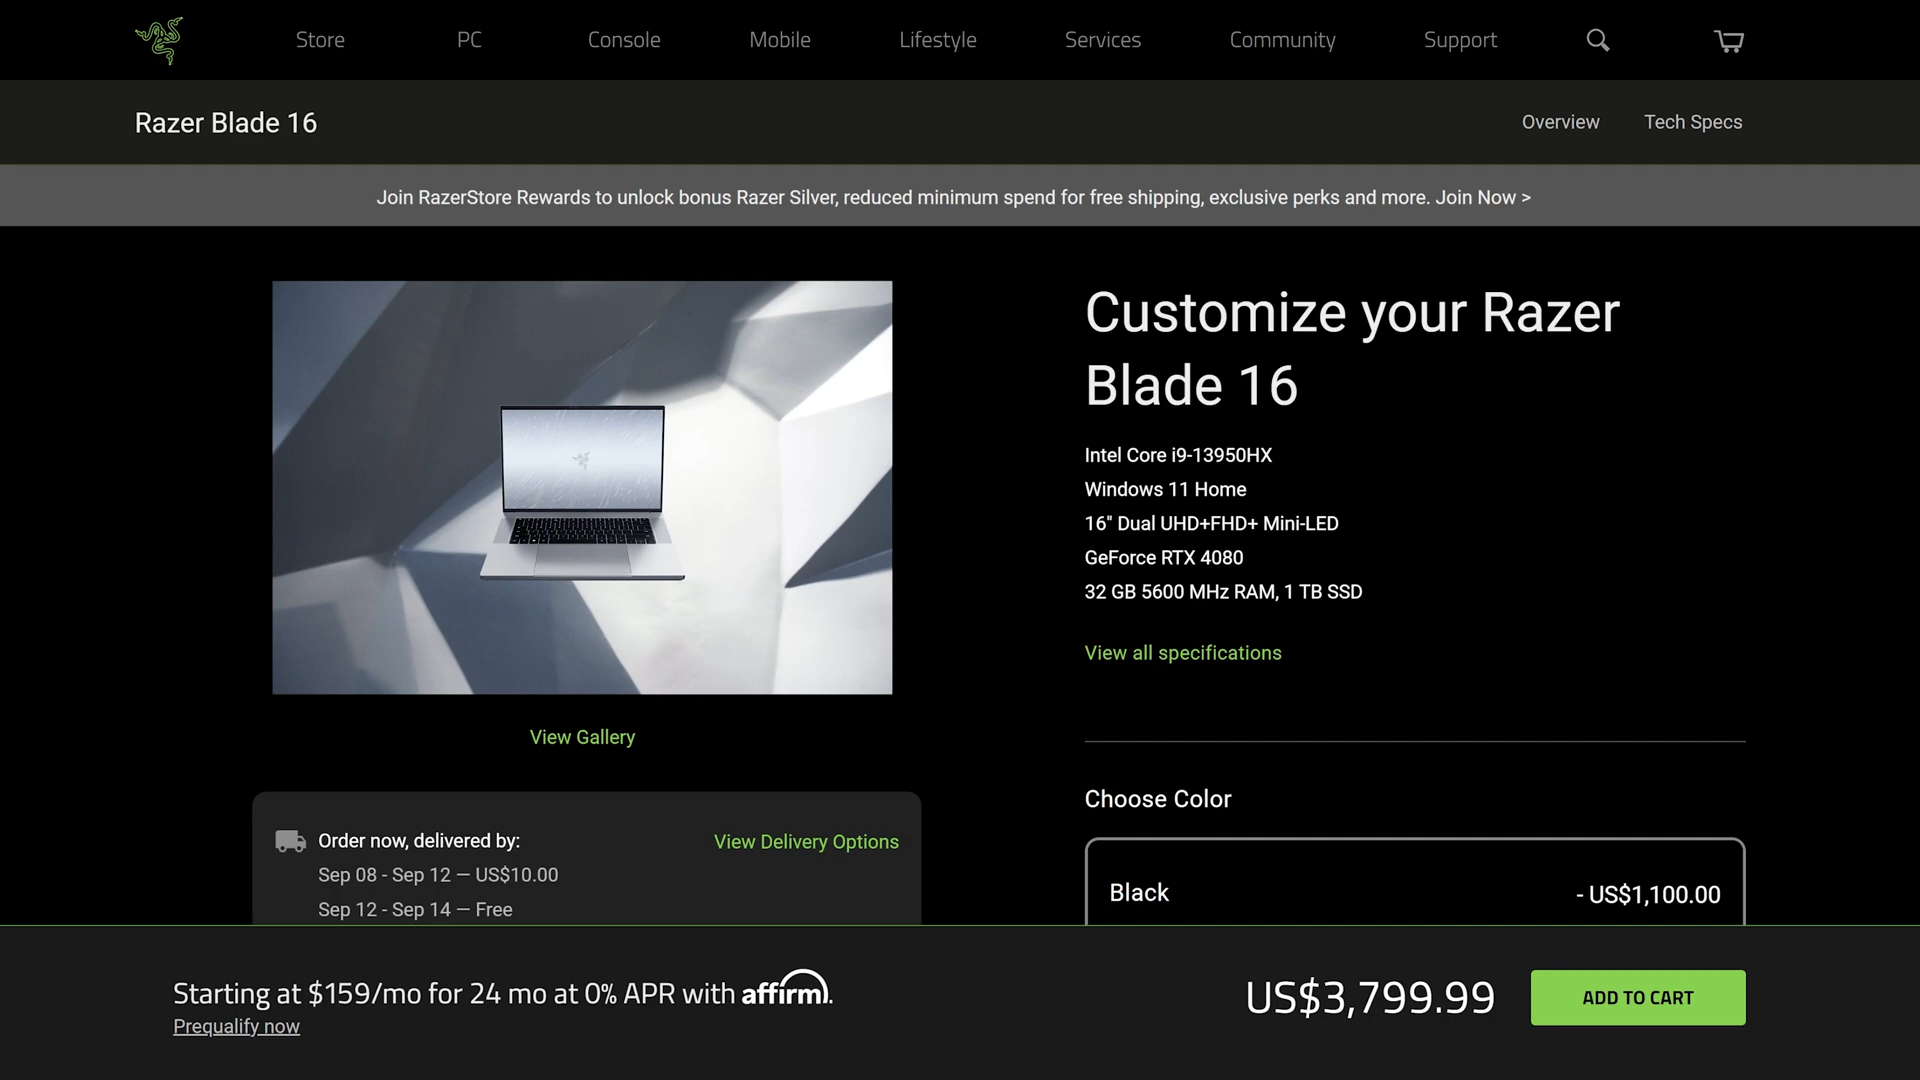 Store PC Console Mobile Lifestyle Services Community Support
Razer Blade 16
Overview Tech Specs
Join RazerStore Rewards to unlock bonus Razer Silver, reduced minimum spend for free shipping, exclusive perks and more. Join Now >
Customize your Razer
Blade 16
Intel Core i9-13950HX
Windows 11 Home
16" Dual UHD+FHD+ Mini-LED
GeForce RTX 4080
32 GB 5600 MHz RAM, 1 TB SSD
View all specifications
View Gallery
Choose Color
Black - US$1,100.00
Order now, delivered by: View Delivery Options
Sep 08 - Sep 12 — US$10.00
Sep 12 - Sep 14 — Free
Starting at $159/mo for 24 mo at 0% APR with affirm.
Prequalify now
US$3,799.99
ADD TO CART